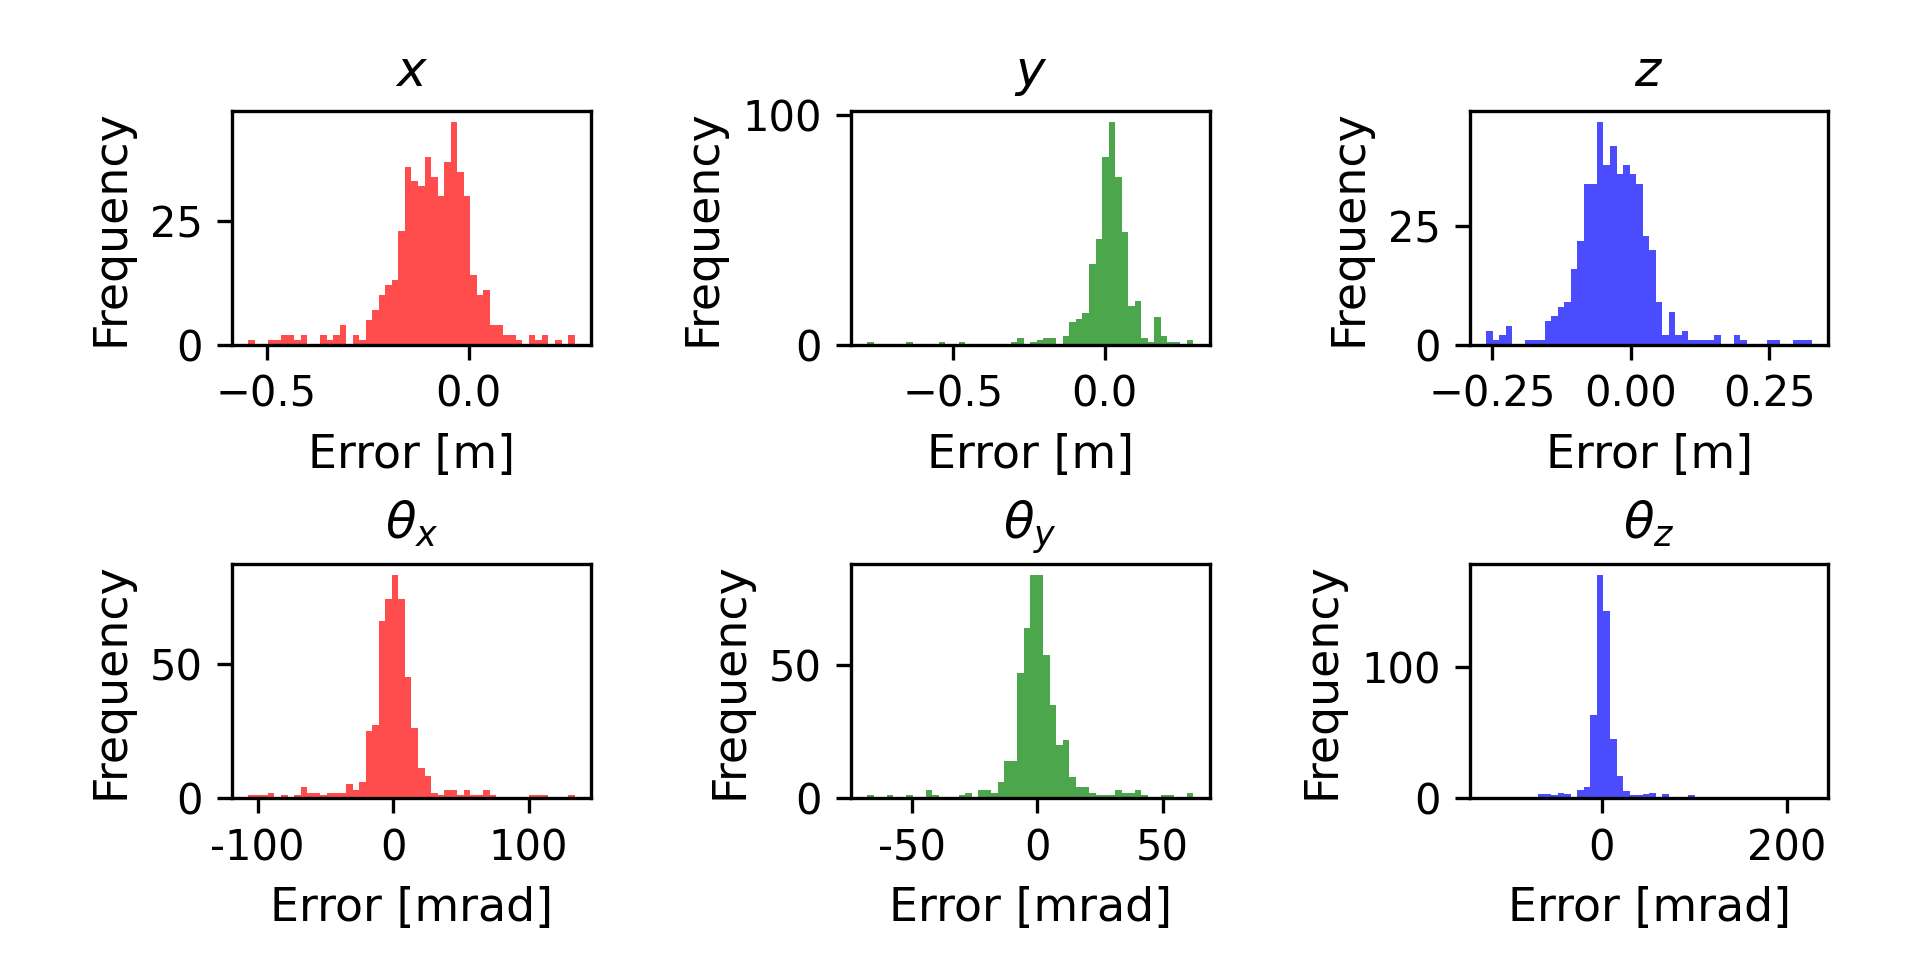 x
Frequency
25
0
−0.5 0.0
Error [m]
y
Frequency
100
0
−0.5 0.0
Error [m]
z
Frequency
25
0
−0.25 0.00 0.25
Error [m]
θx
Frequency
50
0
-100 0 100
Error [mrad]
θy
Frequency
50
0
-50 0 50
Error [mrad]
θz
Frequency
100
0
0 200
Error [mrad]